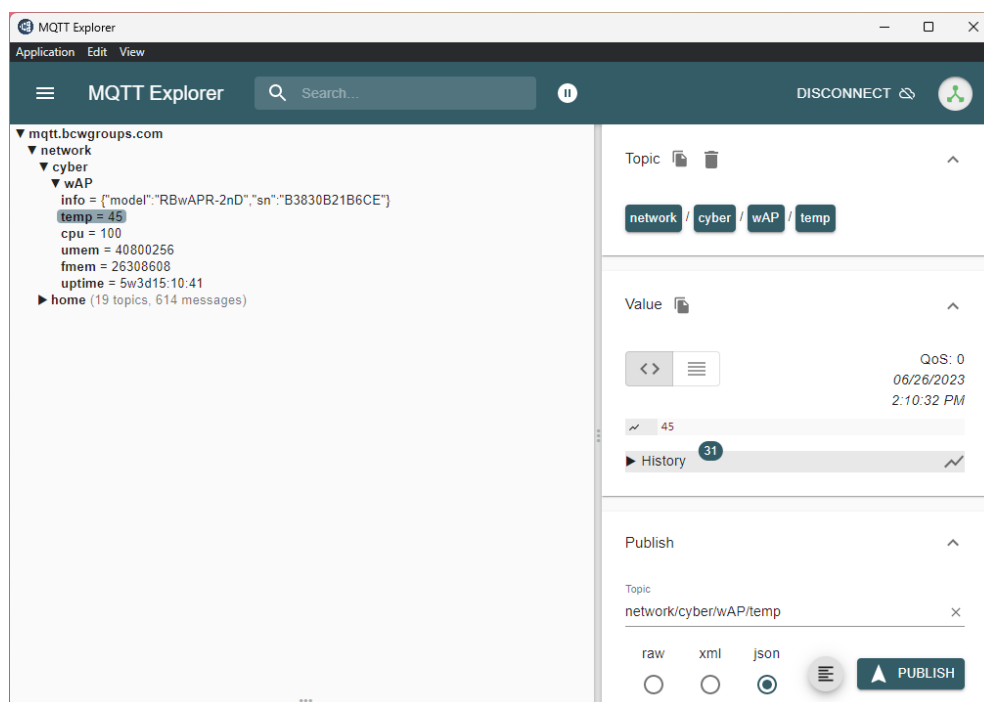 MQTT Explorer
Application Edit View
MQTT Explorer
Search...
DISCONNECT
▼ mqtt.bcwgroups.com
▼ network
▼ cyber
▼ wAP
info = {"model":"RBwAPR-2nD","sn":"B3830B21B6CE"}
temp = 45
cpu = 100
umem = 40800256
fmem = 26308608
uptime = 5w3d15:10:41
▶ home (19 topics, 614 messages)
Topic
network / cyber / wAP / temp
Value
QoS: 0
06/26/2023
2:10:32 PM
45
▶ History 31
Publish
Topic
network/cyber/wAP/temp
raw xml json
PUBLISH